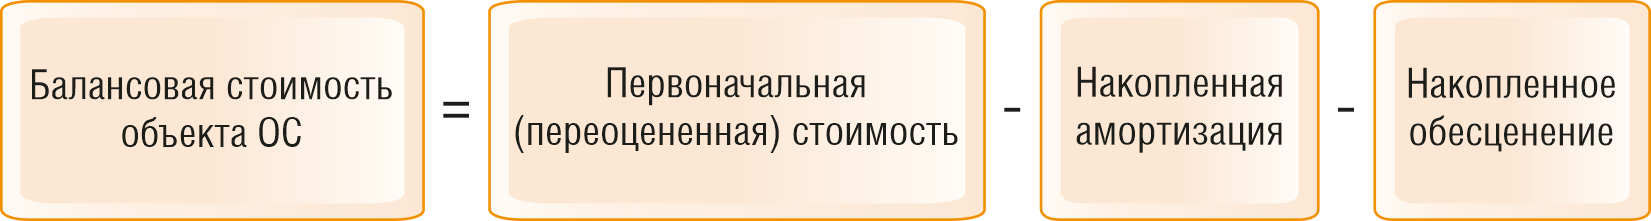 Балансовая стоимость
объекта ОС
=
Первоначальная
(переоцененная) стоимость
-
Накопленная
амортизация
-
Накопленное
обесценение